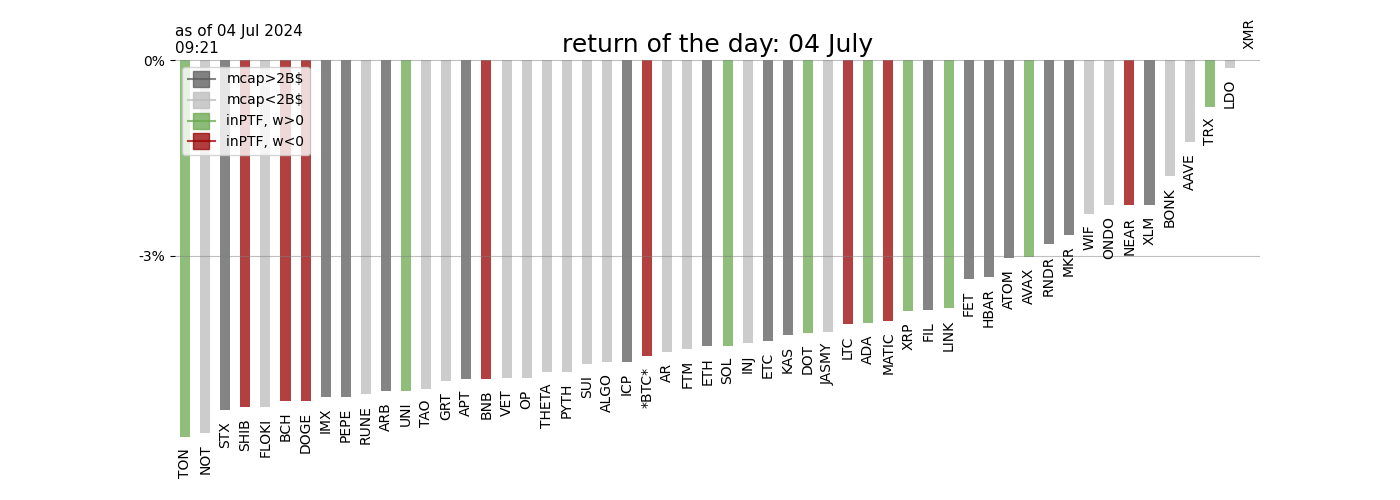 as of 04 Jul 2024
09:21
return of the day: 04 July
XMR
0%
-3%
mcap>2B$
mcap<2B$
inPTF, w>0
inPTF, w<0
TON
NOT
STX
SHIB
FLOKI
BCH
DOGE
IMX
PEPE
RUNE
ARB
UNI
TAO
GRT
APT
BNB
VET
OP
THETA
PYTH
SUI
ALGO
ICP
*BTC*
AR
FTM
ETH
SOL
INJ
ETC
KAS
DOT
JASMY
LTC
ADA
MATIC
XRP
FIL
LINK
FET
HBAR
ATOM
AVAX
RNDR
MKR
WIF
ONDO
NEAR
XLM
BONK
AAVE
TRX
LDO